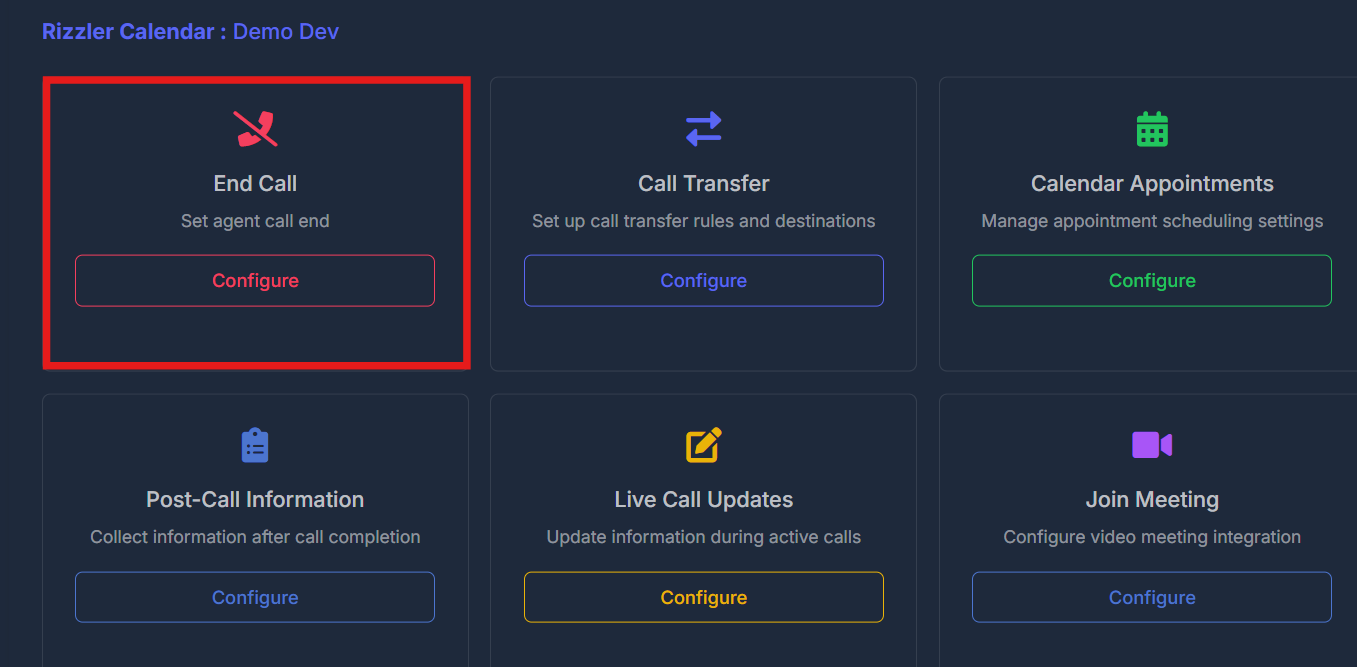 Rizzler Calendar : Demo Dev
End Call
Set agent call end
Configure
Call Transfer
Set up call transfer rules and destinations
Configure
Calendar Appointments
Manage appointment scheduling settings
Configure
Post-Call Information
Collect information after call completion
Configure
Live Call Updates
Update information during active calls
Configure
Join Meeting
Configure video meeting integration
Configure